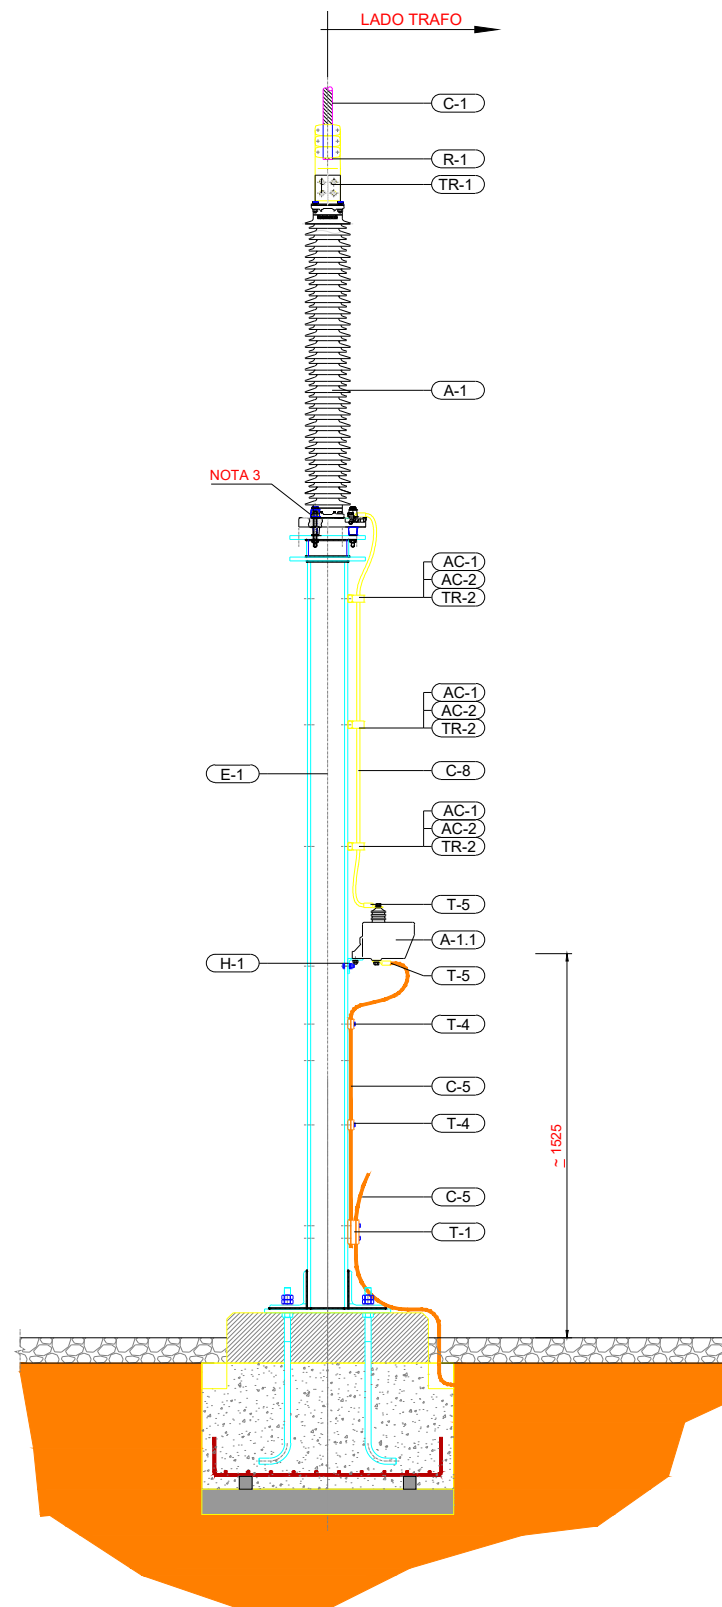 LADO TRAFO
C-1
R-1
TR-1
A-1
NOTA 3
AC-1
AC-2
TR-2
AC-1
AC-2
TR-2
E-1
C-8
AC-1
AC-2
TR-2
T-5
A-1.1
H-1
T-5
T-4
C-5
T-4
~ 1525
C-5
T-1